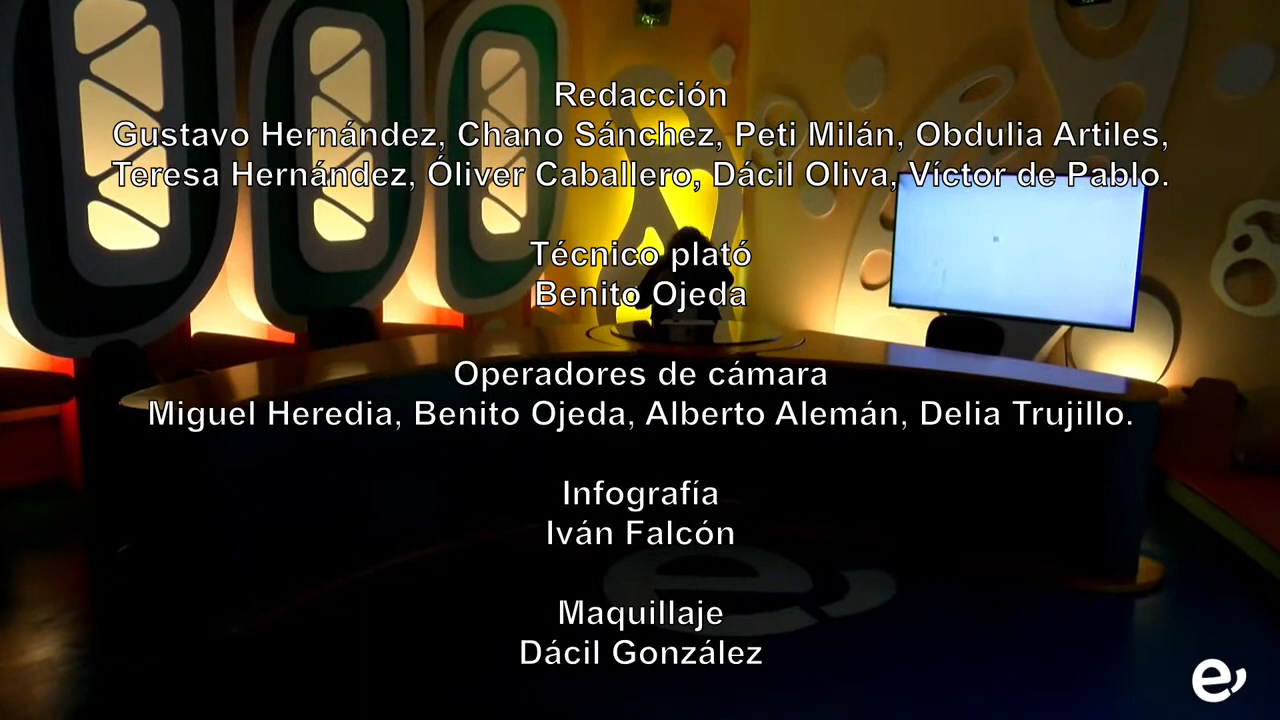 Redacción
Gustavo Hernández, Chano Sánchez, Peti Milán, Obdulia Artiles,
Teresa Hernández, Óliver Caballero, Dácil Oliva, Víctor de Pablo.
Técnico plató
Benito Ojeda
Operadores de cámara
Miguel Heredia, Benito Ojeda, Alberto Alemán, Delia Trujillo.
Infografía
Iván Falcón
Maquillaje
Dácil González
e